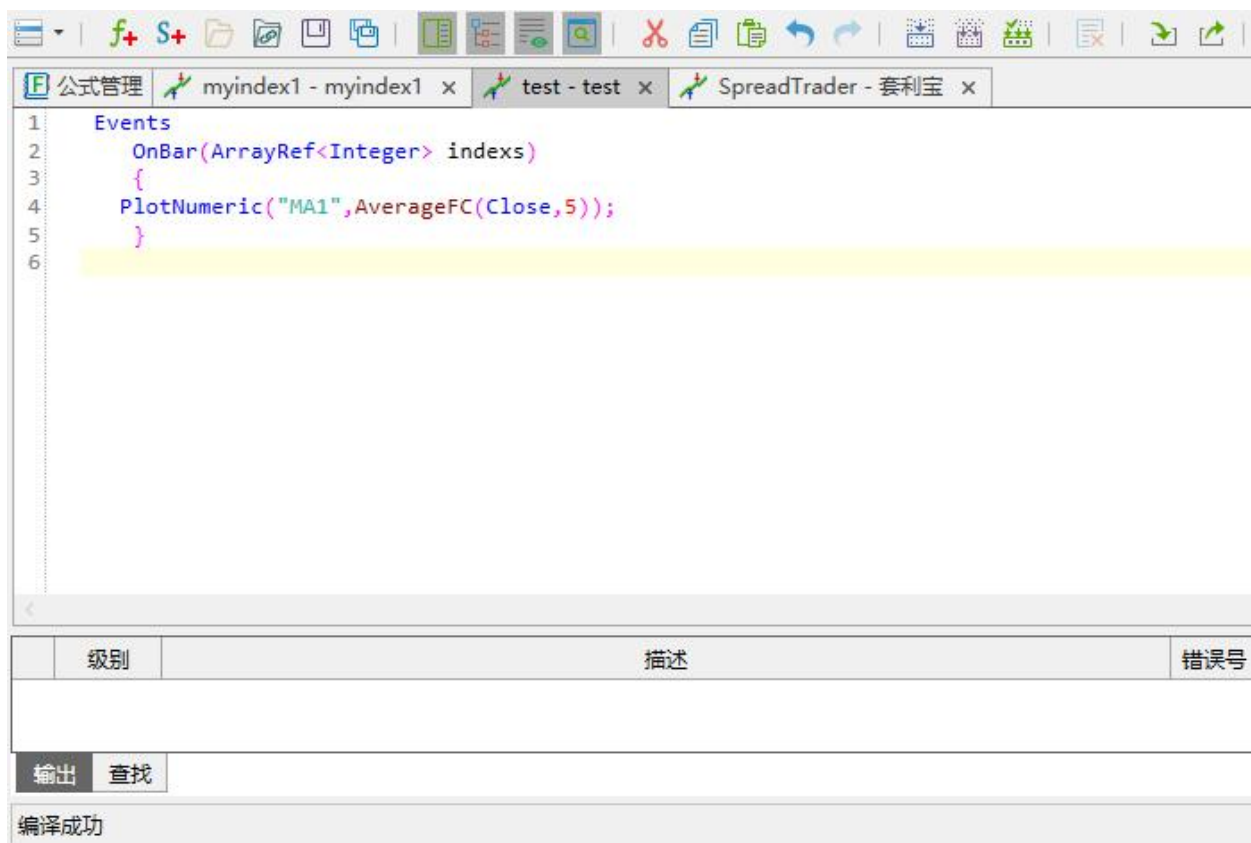 公式管理 myindex1 - myindex1 test - test SpreadTrader - 套利宝
1 Events
2 OnBar(ArrayRef<Integer> indexs)
3 {
4 PlotNumeric("MA1",AverageFC(Close,5));
5 }
6
级别 描述 错误号
输出 查找
编译成功